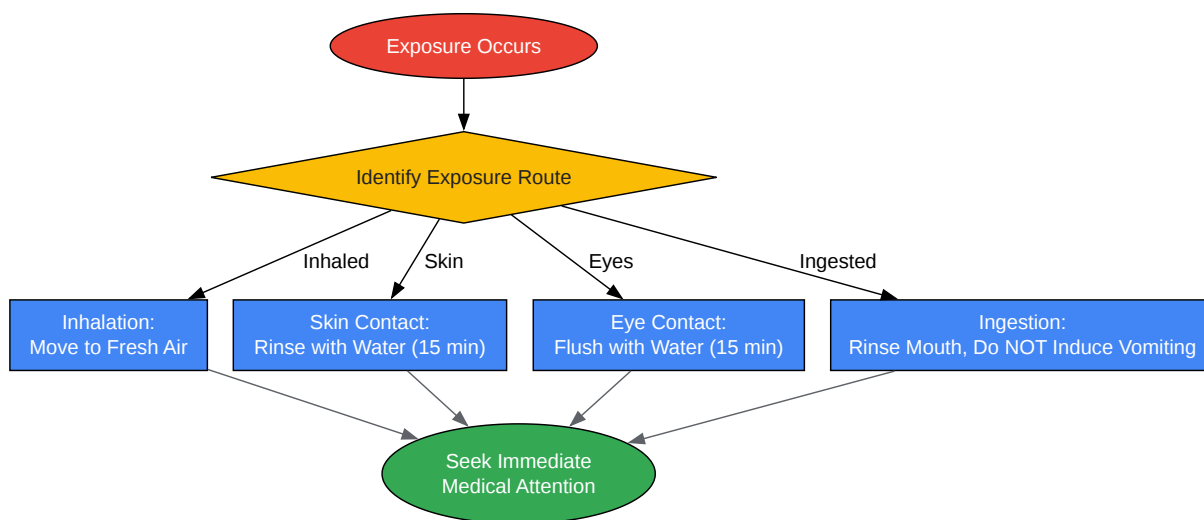 Exposure Occurs
Identify Exposure Route
Inhaled
Skin
Eyes
Ingested
Inhalation:
Move to Fresh Air
Skin Contact:
Rinse with Water (15 min)
Eye Contact:
Flush with Water (15 min)
Ingestion:
Rinse Mouth, Do NOT Induce Vomiting
Seek Immediate
Medical Attention